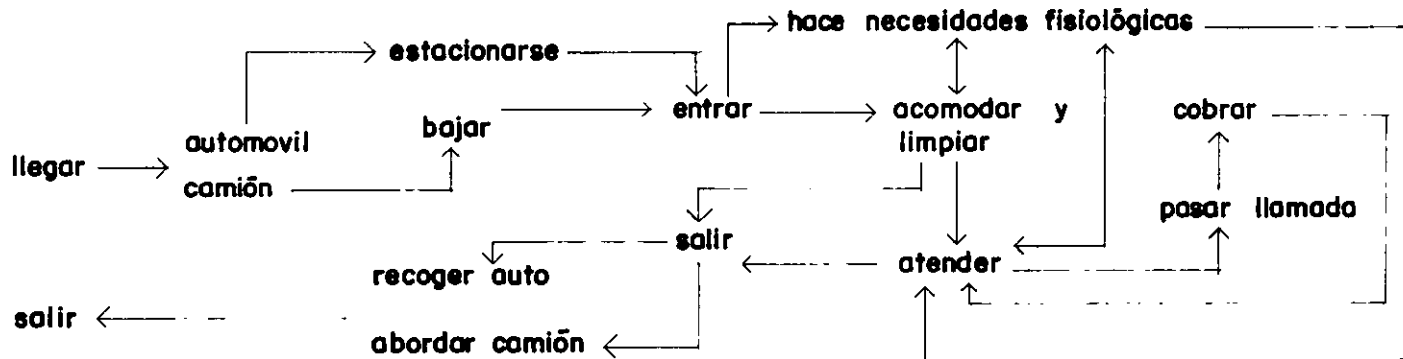 hace necesidades fisiológicas
estacionarse
entrar
acomodar y
limpiar
cobrar
bajar
automovil
camión
llegar
pasar llamada
salir
atender
recoger auto
salir
abordar camión